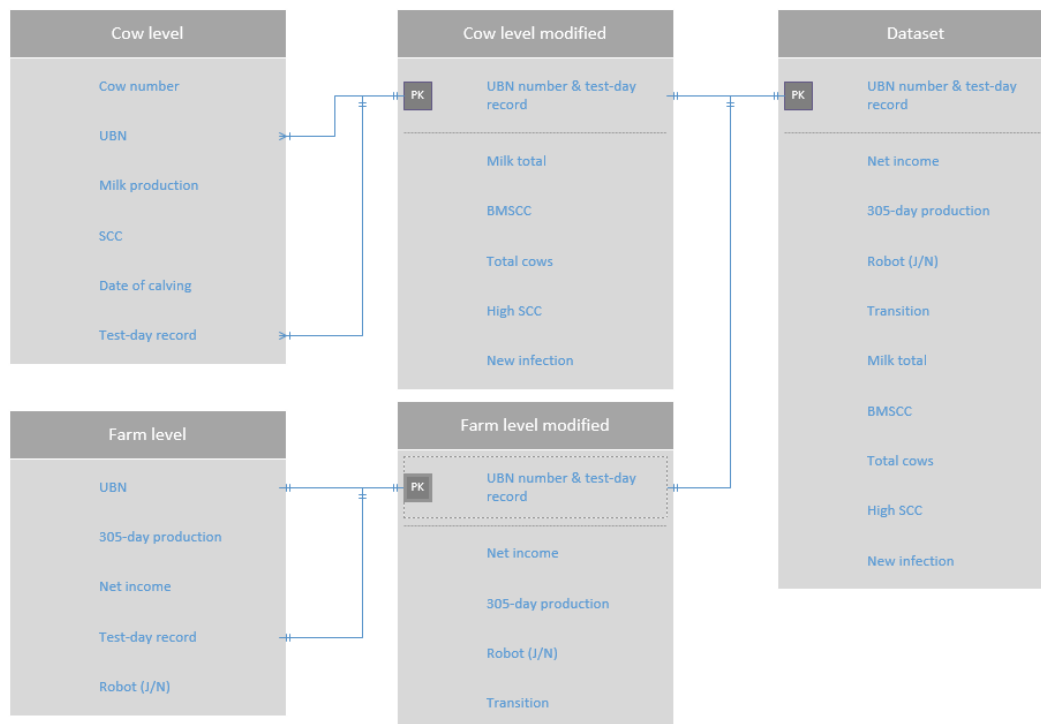 Cow level
Cow number
UBN
Milk production
SCC
Date of calving
Test-day record
Cow level modified
PK
UBN number & test-day
record
Milk total
BMSCC
Total cows
High SCC
New infection
Dataset
PK
UBN number & test-day
record
Net income
305-day production
Robot (J/N)
Transition
Milk total
BMSCC
Total cows
High SCC
New infection
Farm level
UBN
305-day production
Net income
Test-day record
Robot (J/N)
Farm level modified
PK
UBN number & test-day
record
Net income
305-day production
Robot (J/N)
Transition